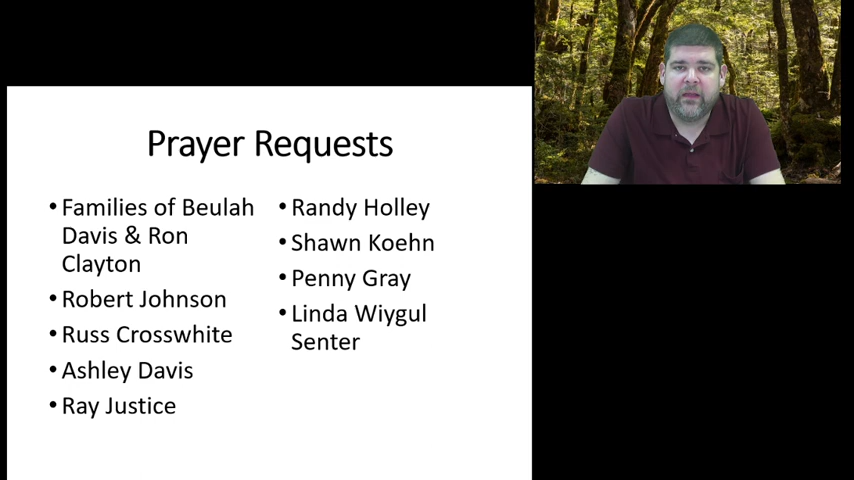 Prayer Requests
• Families of Beulah
Davis & Ron
Clayton
• Robert Johnson
• Russ Crosswhite
• Ashley Davis
• Ray Justice
• Randy Holley
• Shawn Koehn
• Penny Gray
• Linda Wiygul
Senter